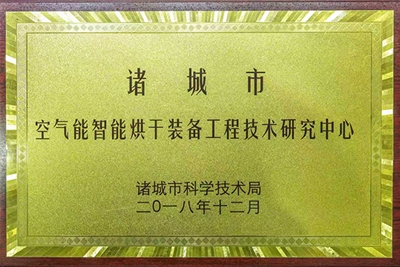 诸城市
空气能智能烘干装备工程技术研究中心
诸城市科学技术局
二〇一八年十二月